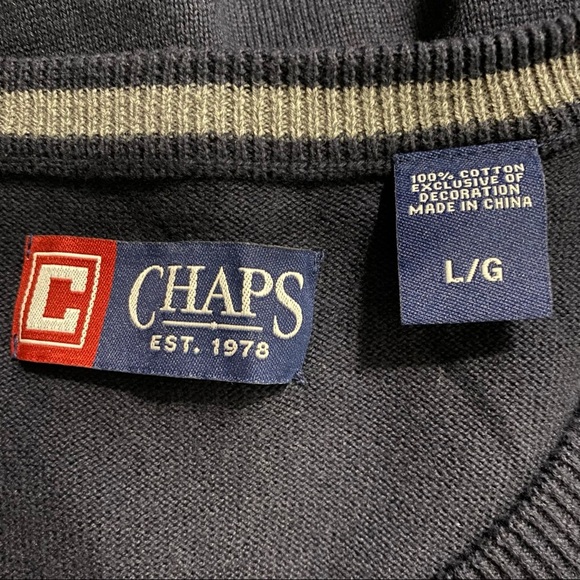 C
CHAPS
EST. 1978
100% COTTON
EXCLUSIVE OF
DECORATION
MADE IN CHINA
L/G